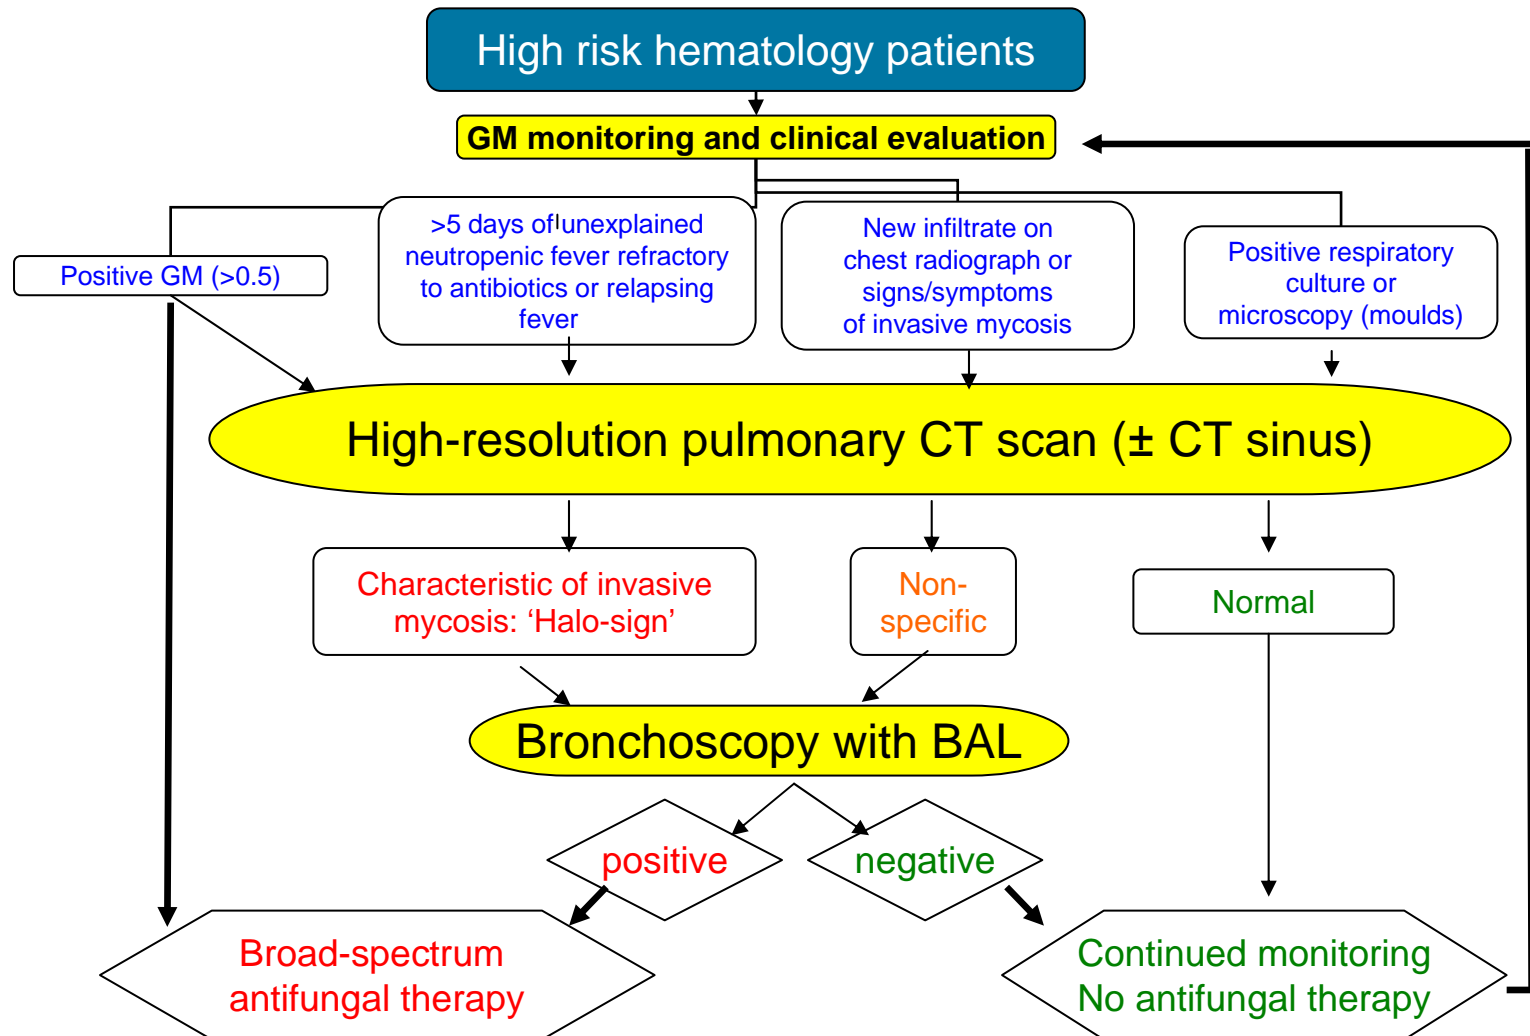 High risk hematology patients
GM monitoring and clinical evaluation
Positive GM (>0.5)
>5 days of unexplained
neutropenic fever refractory
to antibiotics or relapsing
fever
New infiltrate on
chest radiograph or
signs/symptoms
of invasive mycosis
Positive respiratory
culture or
microscopy (moulds)
High-resolution pulmonary CT scan (± CT sinus)
Characteristic of invasive
mycosis: ‘Halo-sign’
Non-
specific
Normal
Bronchoscopy with BAL
positive
negative
Broad-spectrum
antifungal therapy
Continued monitoring
No antifungal therapy